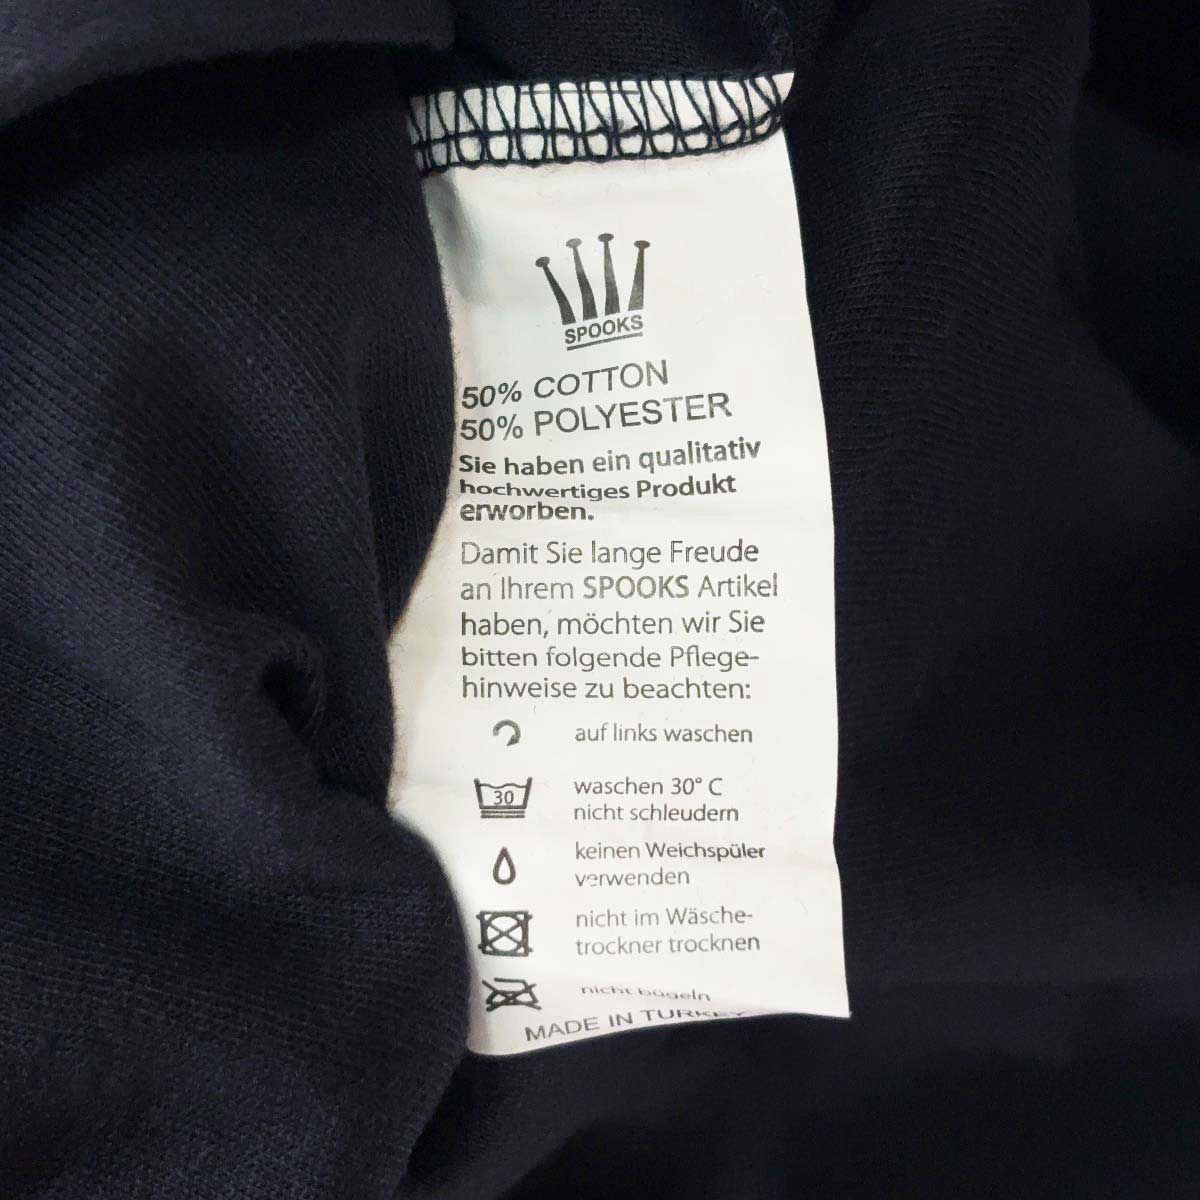 SPOOKS
50% COTTON
50% POLYESTER
Sie haben ein qualitativ
hochwertiges Produkt
erworben.
Damit Sie lange Freude
an Ihrem SPOOKS Artikel
haben, möchten wir Sie
bitten folgende Pflege-
hinweise zu beachten:
auf links waschen
30
waschen 30° C
nicht schleudern
keinen Weichspüler
verwenden
nicht im Wäsche-
trockner trocknen
nicht bügeln
MADE IN TURKEY